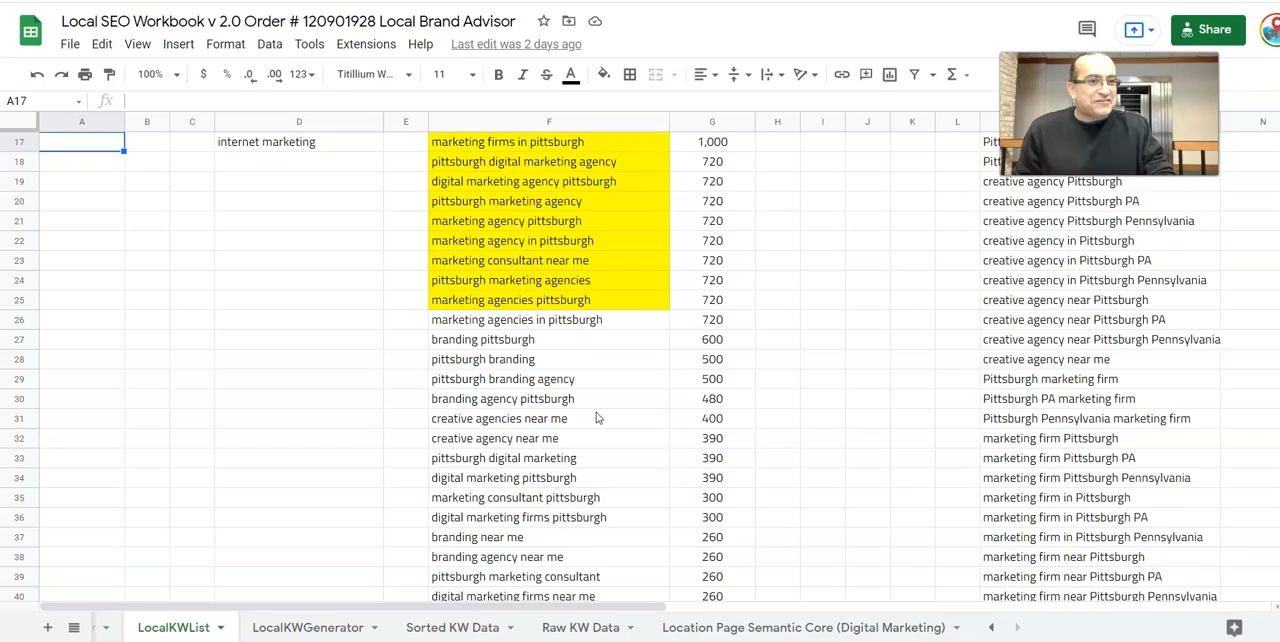 Local SEO Workbook v 2.0 Order # 120901928 Local Brand Advisor
File Edit View Insert Format Data Tools Extensions Help Last edit was 2 days ago
Share
100% $ % .0 .00 123 Titillium W... 11 B I S A
A17 fx
A B C D E F G H I J K L N
17 internet marketing marketing firms in pittsburgh 1,000
18 pittsburgh digital marketing agency 720
19 digital marketing agency pittsburgh 720 creative agency Pittsburgh
20 pittsburgh marketing agency 720 creative agency Pittsburgh PA
21 marketing agency pittsburgh 720 creative agency Pittsburgh Pennsylvania
22 marketing agency in pittsburgh 720 creative agency in Pittsburgh
23 marketing consultant near me 720 creative agency in Pittsburgh PA
24 pittsburgh marketing agencies 720 creative agency in Pittsburgh Pennsylvania
25 marketing agencies pittsburgh 720 creative agency near Pittsburgh
26 marketing agencies in pittsburgh 720 creative agency near Pittsburgh PA
27 branding pittsburgh 600 creative agency near Pittsburgh Pennsylvania
28 pittsburgh branding 500 creative agency near me
29 pittsburgh branding agency 500 Pittsburgh marketing firm
30 branding agency pittsburgh 480 Pittsburgh PA marketing firm
31 creative agencies near me 400 Pittsburgh Pennsylvania marketing firm
32 creative agency near me 390 marketing firm Pittsburgh
33 pittsburgh digital marketing 390 marketing firm Pittsburgh PA
34 digital marketing pittsburgh 390 marketing firm Pittsburgh Pennsylvania
35 marketing consultant pittsburgh 300 marketing firm in Pittsburgh
36 digital marketing firms pittsburgh 300 marketing firm in Pittsburgh PA
37 branding near me 260 marketing firm in Pittsburgh Pennsylvania
38 branding agency near me 260 marketing firm near Pittsburgh
39 pittsburgh marketing consultant 260 marketing firm near Pittsburgh PA
40 digital marketing firms near me 260 marketing firm near Pittsburgh Pennsylvania
LocalKWList LocalKWGenerator Sorted KW Data Raw KW Data Location Page Semantic Core (Digital Marketing)